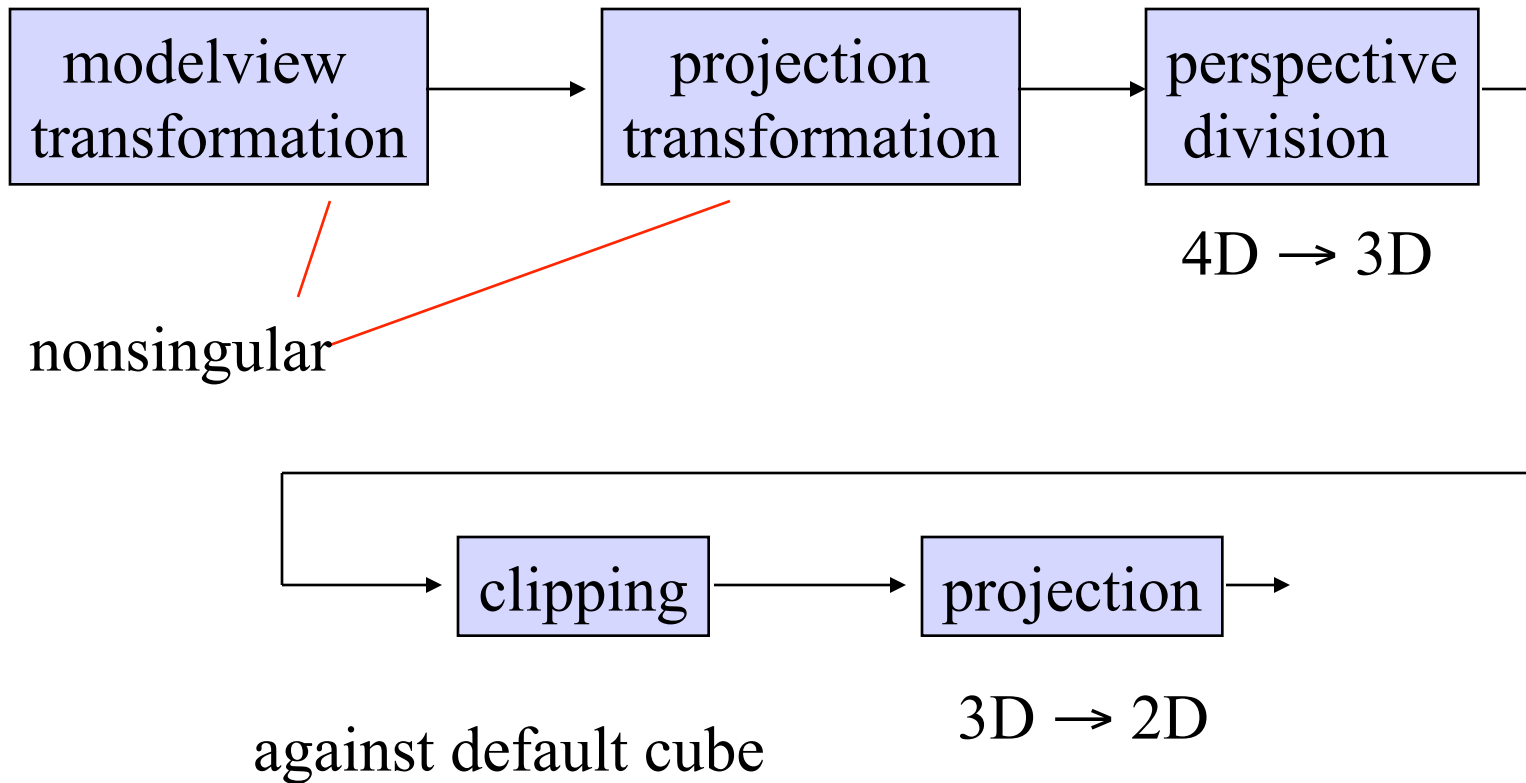 modelview
transformation
projection
transformation
perspective
division
4D → 3D
nonsingular
clipping
projection
against default cube
3D → 2D